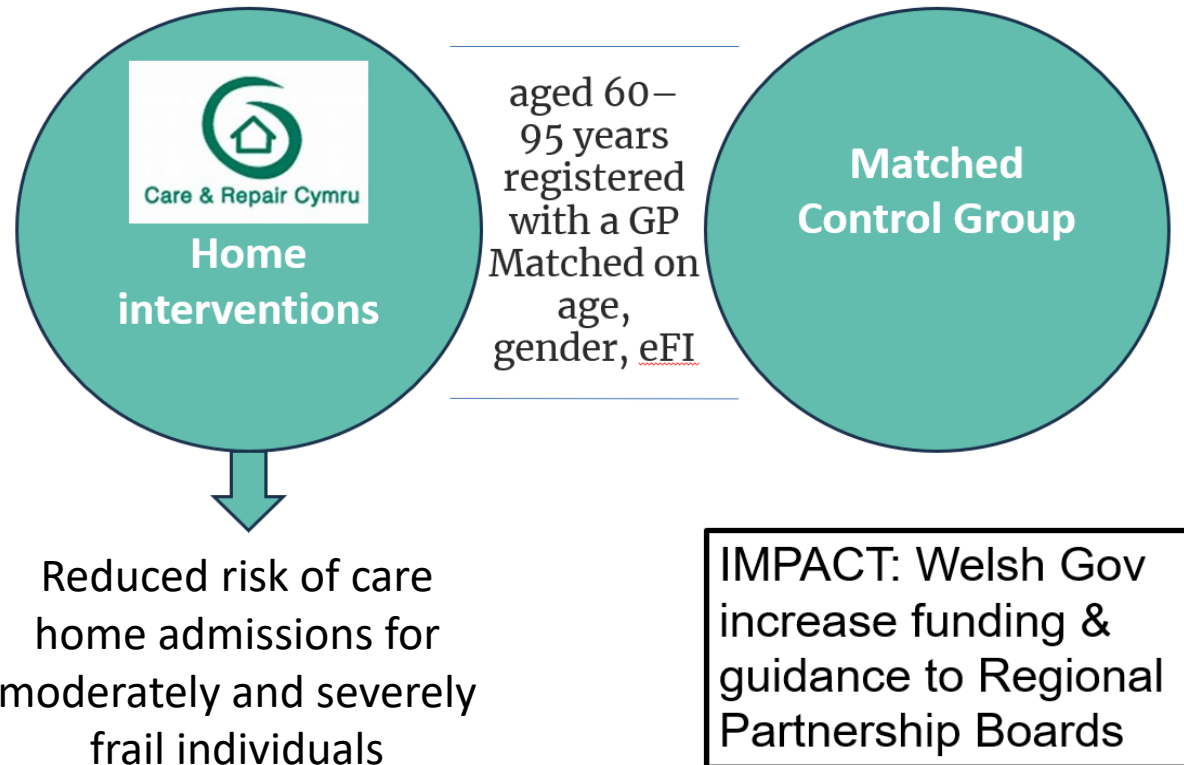 Care & Repair Cymru
Home
interventions
aged 60–
95 years
registered
with a GP
Matched on
age,
gender, eFI
Matched
Control Group
Reduced risk of care
home admissions for
moderately and severely
frail individuals
IMPACT: Welsh Gov
increase funding &
guidance to Regional
Partnership Boards